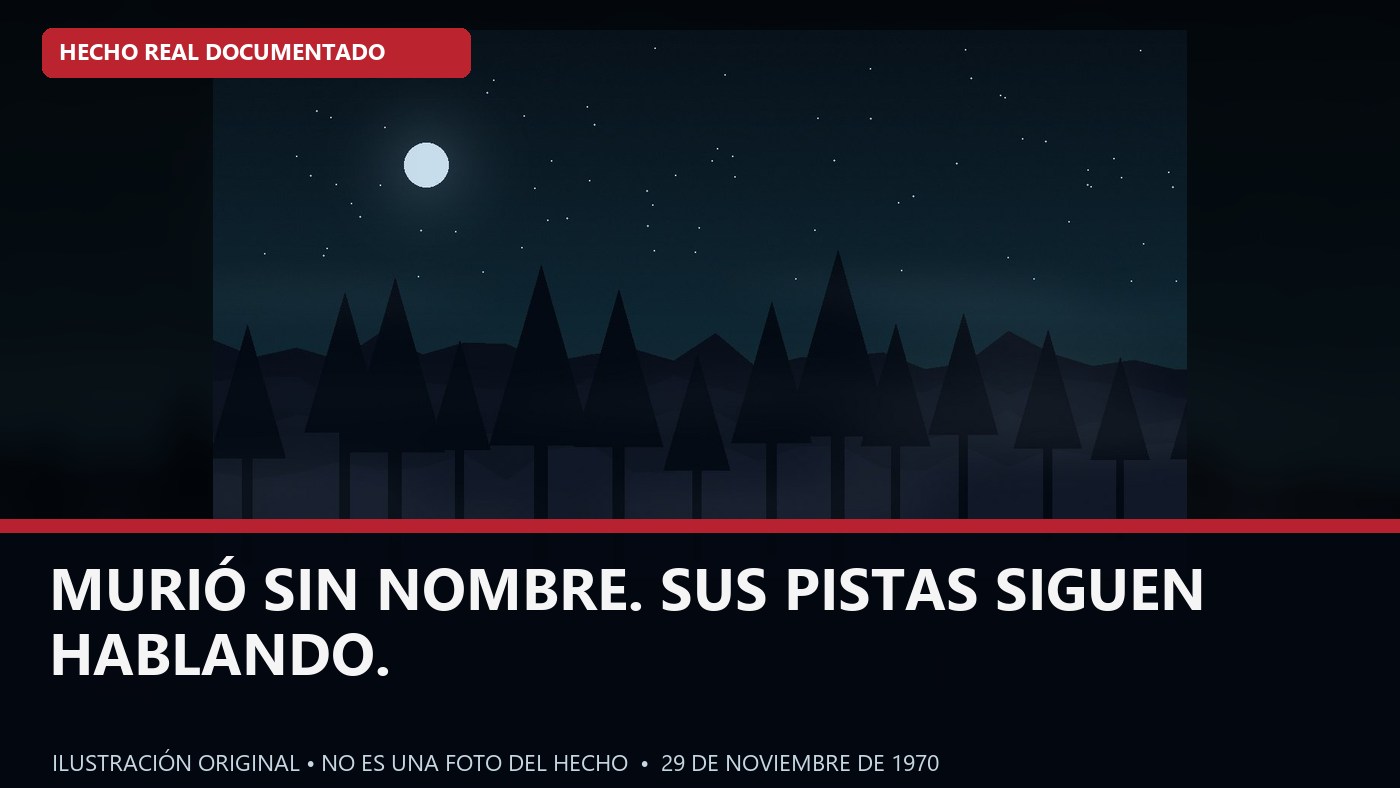 HECHO REAL DOCUMENTADO
MURIÓ SIN NOMBRE. SUS PISTAS SIGUEN
HABLANDO.
ILUSTRACIÓN ORIGINAL • NO ES UNA FOTO DEL HECHO • 29 DE NOVIEMBRE DE 1970